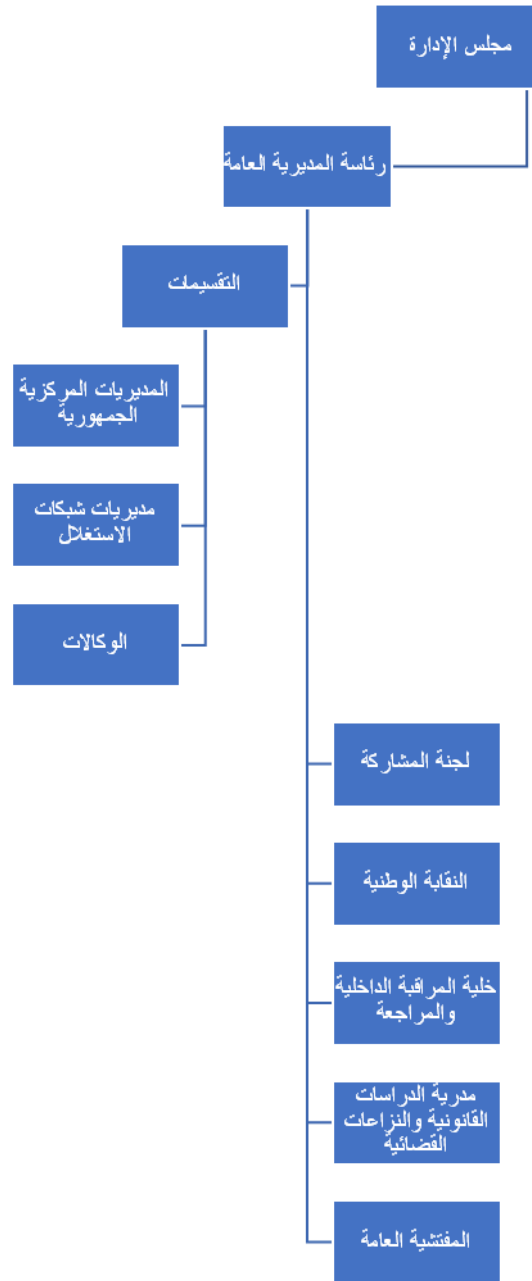 مجلس الإدارة
رئاسة المديرية العامة
التقسيمات
المديريات المركزية
الجمهورية
مديريات شبكات
الاستغلال
الوكالات
لجنة المشاركة
النقابة الوطنية
خلية المراقبة الداخلية
والمراجعة
مدرية الدراسات
القانونية والنزاعات
القضائية
المفتشية العامة